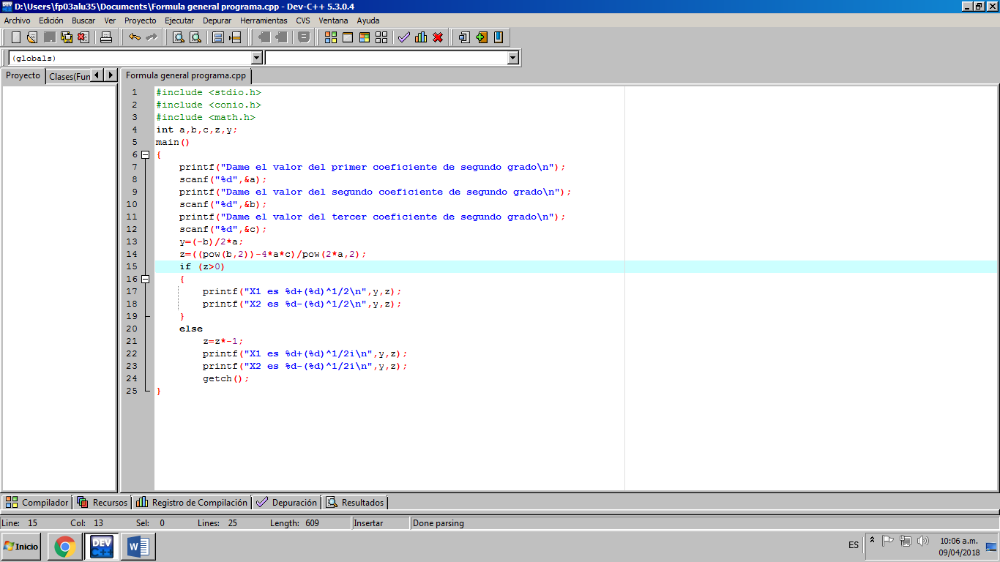 D:\Users\fp03alu35\Documents\Formula general programa.cpp - Dev-C++ 5.3.0.4
Archivo Edición Buscar Ver Proyecto Ejecutar Depurar Herramientas CVS Ventana Ayuda
(globals)
Proyecto Clases(Fun Formula general programa.cpp
1 #include <stdio.h>
2 #include <conio.h>
3 #include <math.h>
4 int a,b,c,z,y;
5 main()
6 {
7 printf("Dame el valor del primer coeficiente de segundo grado\n");
8 scanf("%d",&a);
9 printf("Dame el valor del segundo coeficiente de segundo grado\n");
10 scanf("%d",&b);
11 printf("Dame el valor del tercer coeficiente de segundo grado\n");
12 scanf("%d",&c);
13 y=(-b)/2*a;
14 z=((pow(b,2))-4*a*c)/pow(2*a,2);
15 if (z>0)
16 {
17 printf("X1 es %d+(%d)^1/2\n",y,z);
18 printf("X2 es %d-(%d)^1/2\n",y,z);
19 }
20 else
21 z=z*-1;
22 printf("X1 es %d+(%d)^1/2i\n",y,z);
23 printf("X2 es %d-(%d)^1/2i\n",y,z);
24 getch();
25 }
Compilador Recursos Registro de Compilación Depuración Resultados
Line: 15 Col: 13 Sel: 0 Lines: 25 Length: 609 Insertar Done parsing
Inicio DEV C++ W ES 10:06 a.m.
09/04/2018